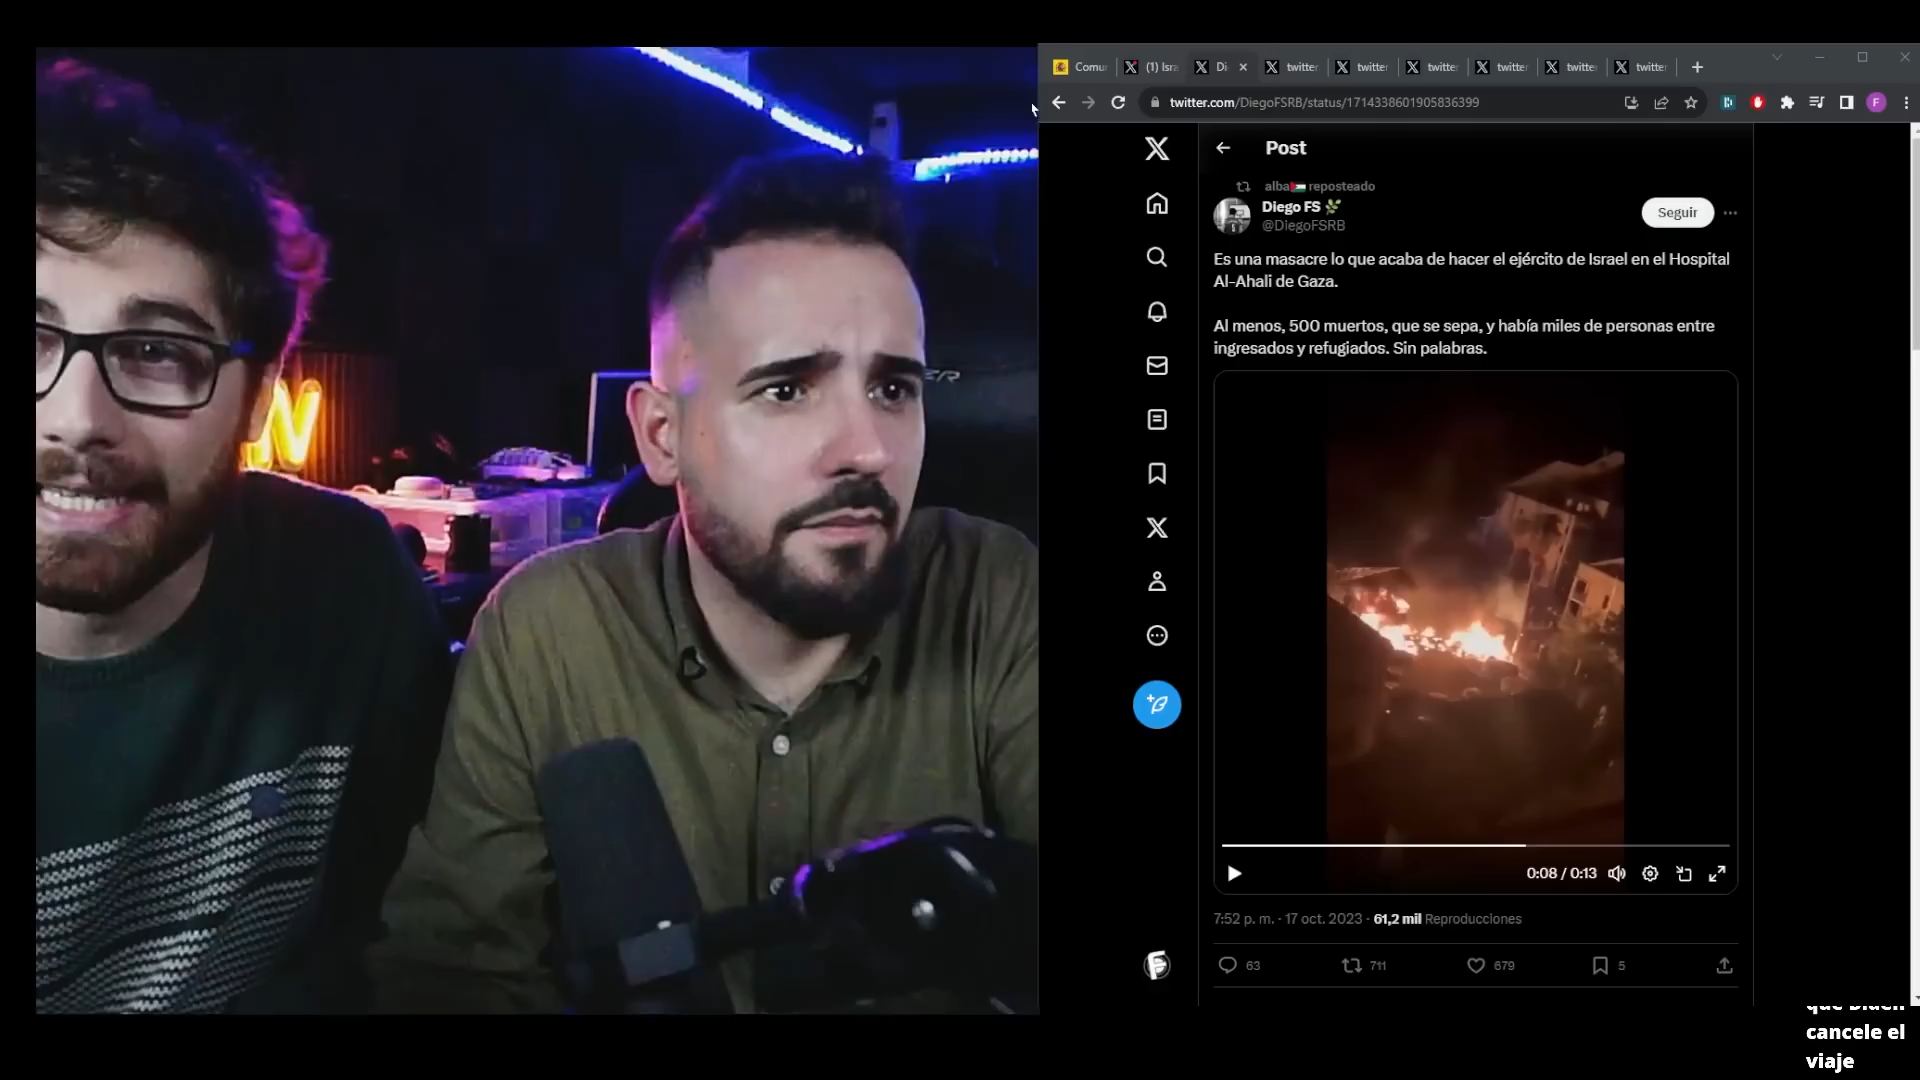 Comu
(1) Isra
Di
twitter
twitter
twitter
twitter
twitter
twitter
twitter.com/DiegoFSRB/status/1714338601905836399
F
Post
alba reposteado
Diego FS
@DiegoFSRB
Seguir
Es una masacre lo que acaba de hacer el ejército de Israel en el Hospital
Al-Ahali de Gaza.
Al menos, 500 muertos, que se sepa, y había miles de personas entre
ingresados y refugiados. Sin palabras.
0:08 / 0:13
7:52 p. m. · 17 oct. 2023 · 61,2 mil Reproducciones
63
711
679
5
que Biden
cancele el
viaje